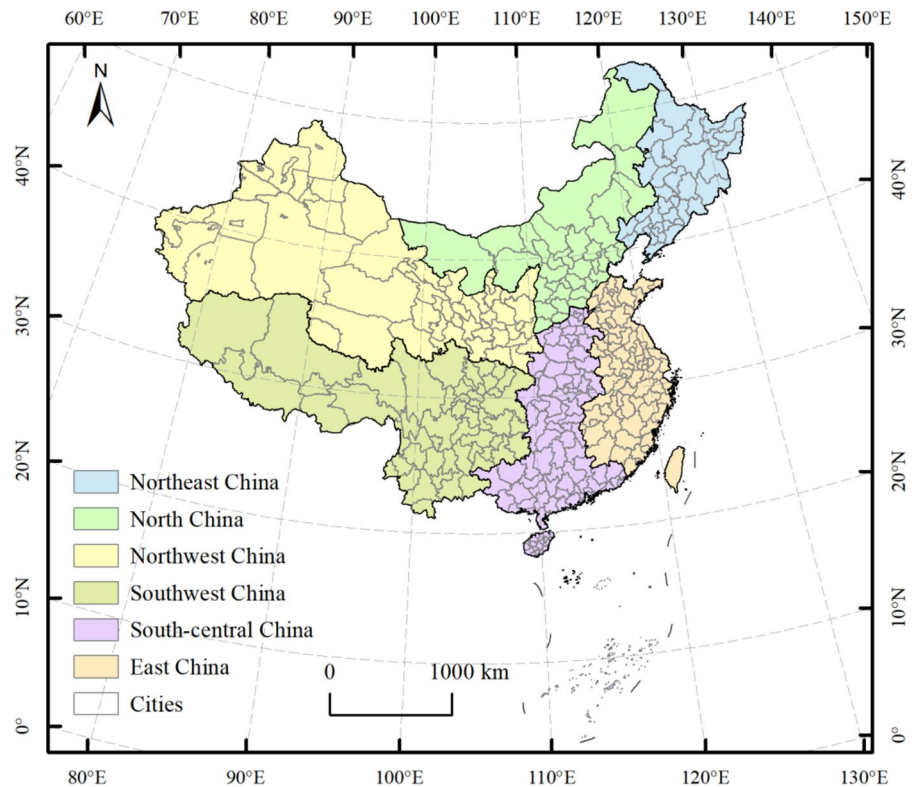 60°E 70°E 80°E 90°E 100°E 110°E 120°E 130°E 140°E 150°E
N
40°N
40°N
30°N
30°N
20°N
20°N
Northeast China
North China
Northwest China
Southwest China
10°N
10°N
South-central China
East China
0 1000 km
Cities
0°
0°
80°E 90°E 100°E 110°E 120°E 130°E